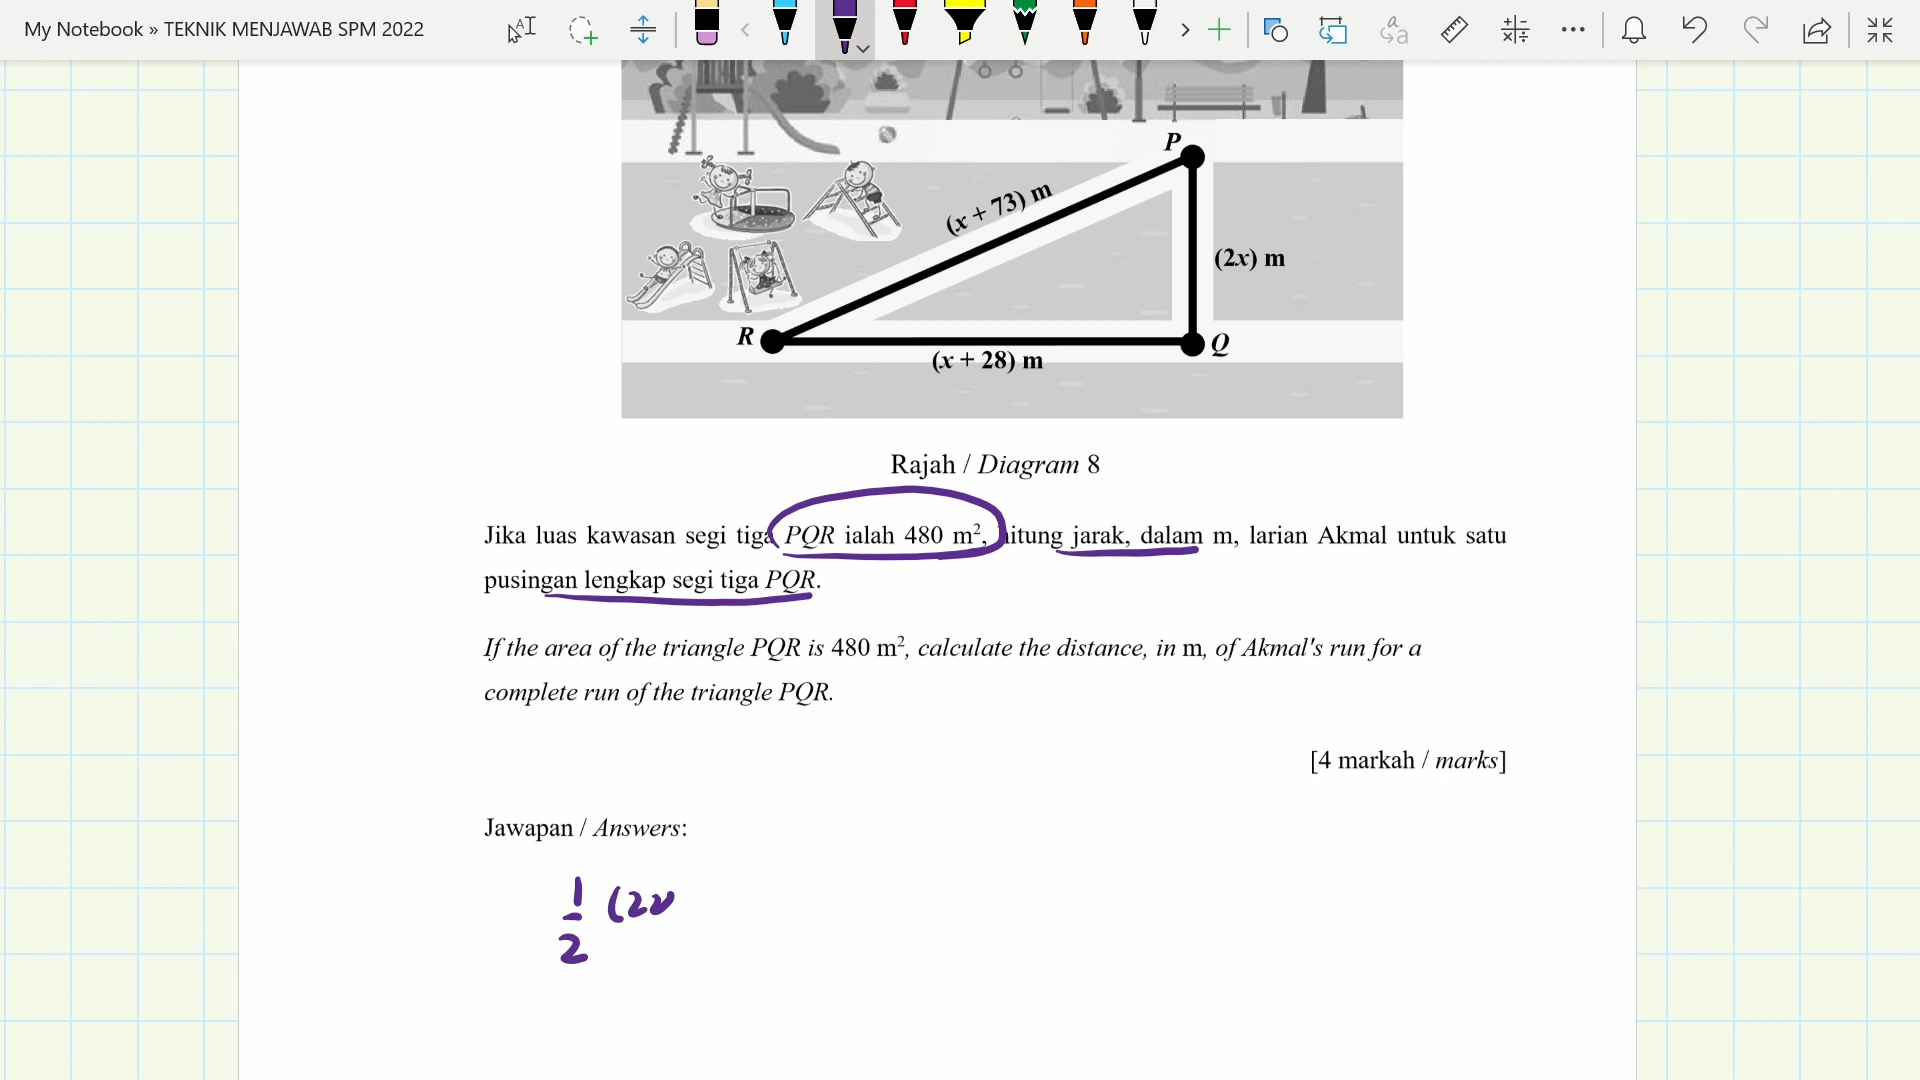 My Notebook » TEKNIK MENJAWAB SPM 2022
P
(x + 73) m
(2x) m
R
Q
(x + 28) m
Rajah / Diagram 8
Jika luas kawasan segi tiga PQR ialah 480 m², hitung jarak, dalam m, larian Akmal untuk satu
pusingan lengkap segi tiga PQR.
If the area of the triangle PQR is 480 m², calculate the distance, in m, of Akmal's run for a
complete run of the triangle PQR.
[4 markah / marks]
Jawapan / Answers:
1/2 (2x